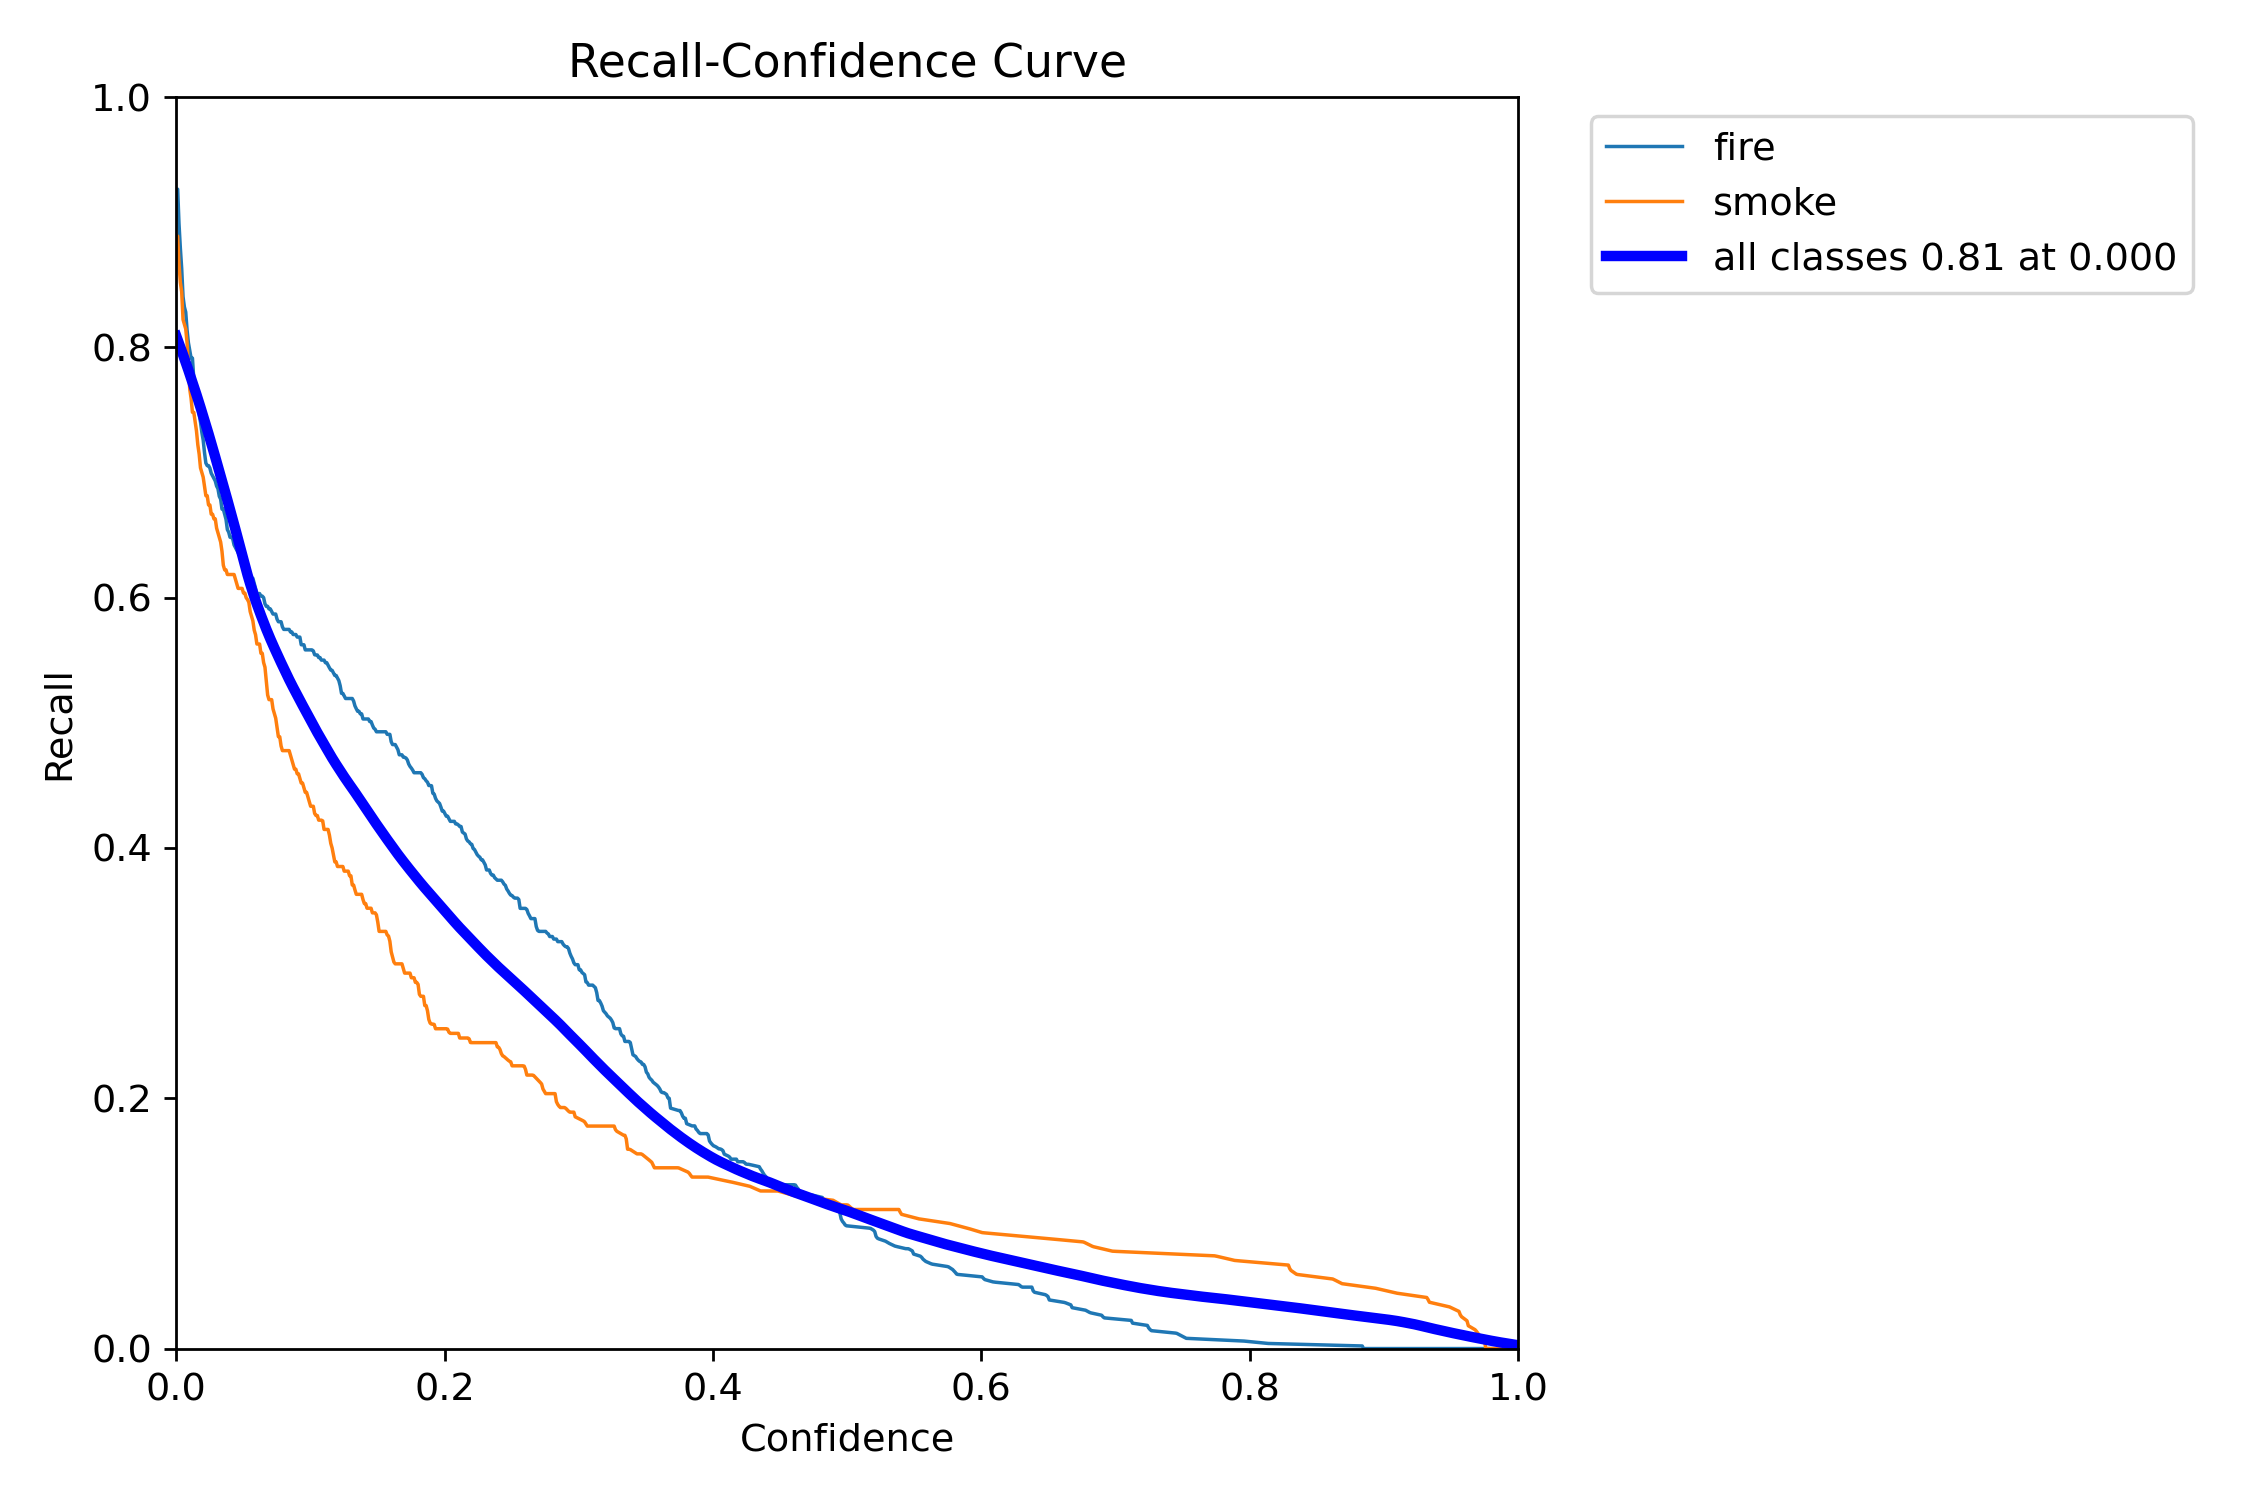 Recall-Confidence Curve
1.0
0.8
0.6
0.4
0.2
0.0
Recall
0.0 0.2 0.4 0.6 0.8 1.0
Confidence
fire
smoke
all classes 0.81 at 0.000